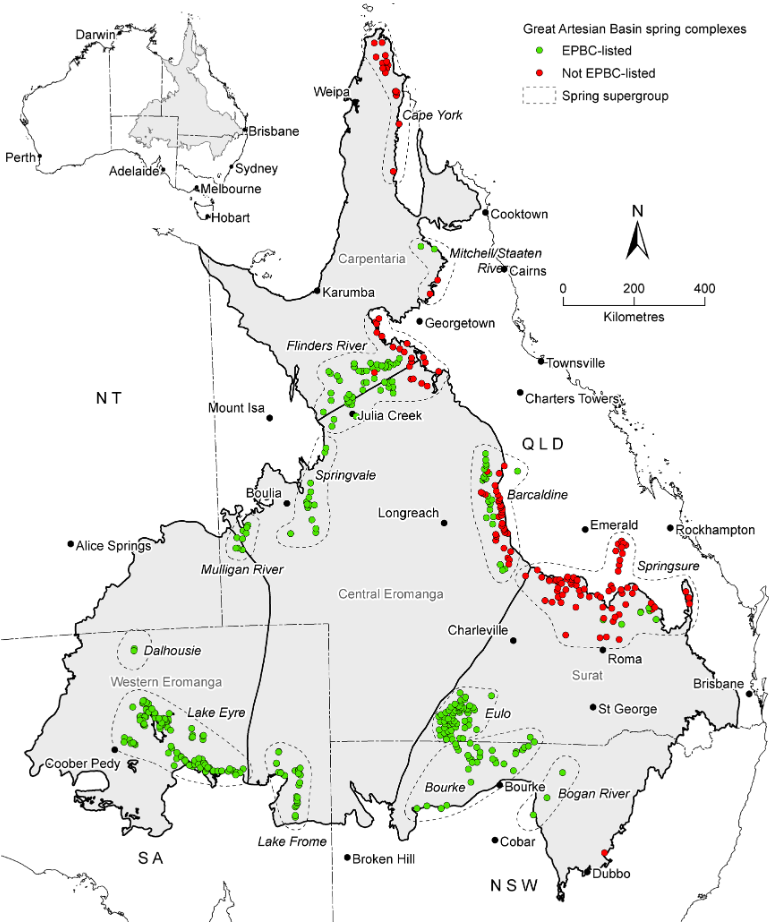 Great Artesian Basin spring complexes
EPBC-listed
Not EPBC-listed
Spring supergroup
Darwin
Brisbane
Perth
Adelaide
Sydney
Melbourne
Hobart
Weipa
Cape York
Cooktown
N
Carpentaria
Mitchell/Staaten
River
Cairns
Karumba
0 200 400
Kilometres
Georgetown
Flinders River
Townsville
NT
Charters Towers
Mount Isa
Julia Creek
QLD
Springvale
Boulia
Barcaldine
Longreach
Emerald
Rockhampton
Alice Springs
Mulligan River
Springsure
Central Eromanga
Charleville
Dalhousie
Roma
Western Eromanga
Surat
Brisbane
Lake Eyre
Eulo
St George
Coober Pedy
Bourke
Bourke
Bogan River
Lake Frome
Cobar
SA
Broken Hill
Dubbo
NSW